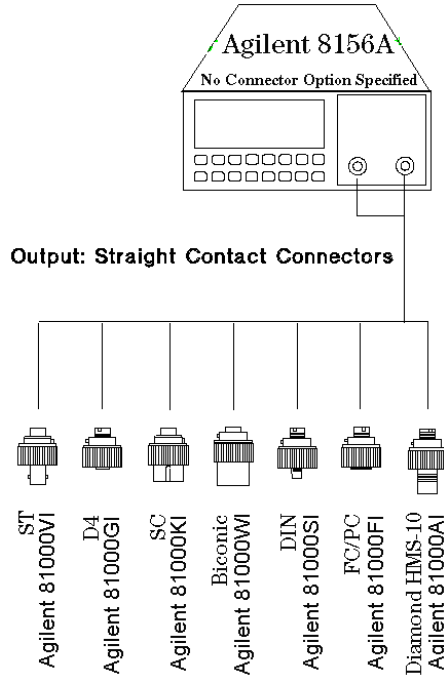 Agilent 8156A
No Connector Option Specified
Output: Straight Contact Connectors
ST
Agilent 81000VI
D4
Agilent 81000GI
SC
Agilent 81000KI
Biconic
Agilent 81000WI
DIN
Agilent 81000SI
FC/PC
Agilent 81000FI
Diamond HMS-10
Agilent 81000AI